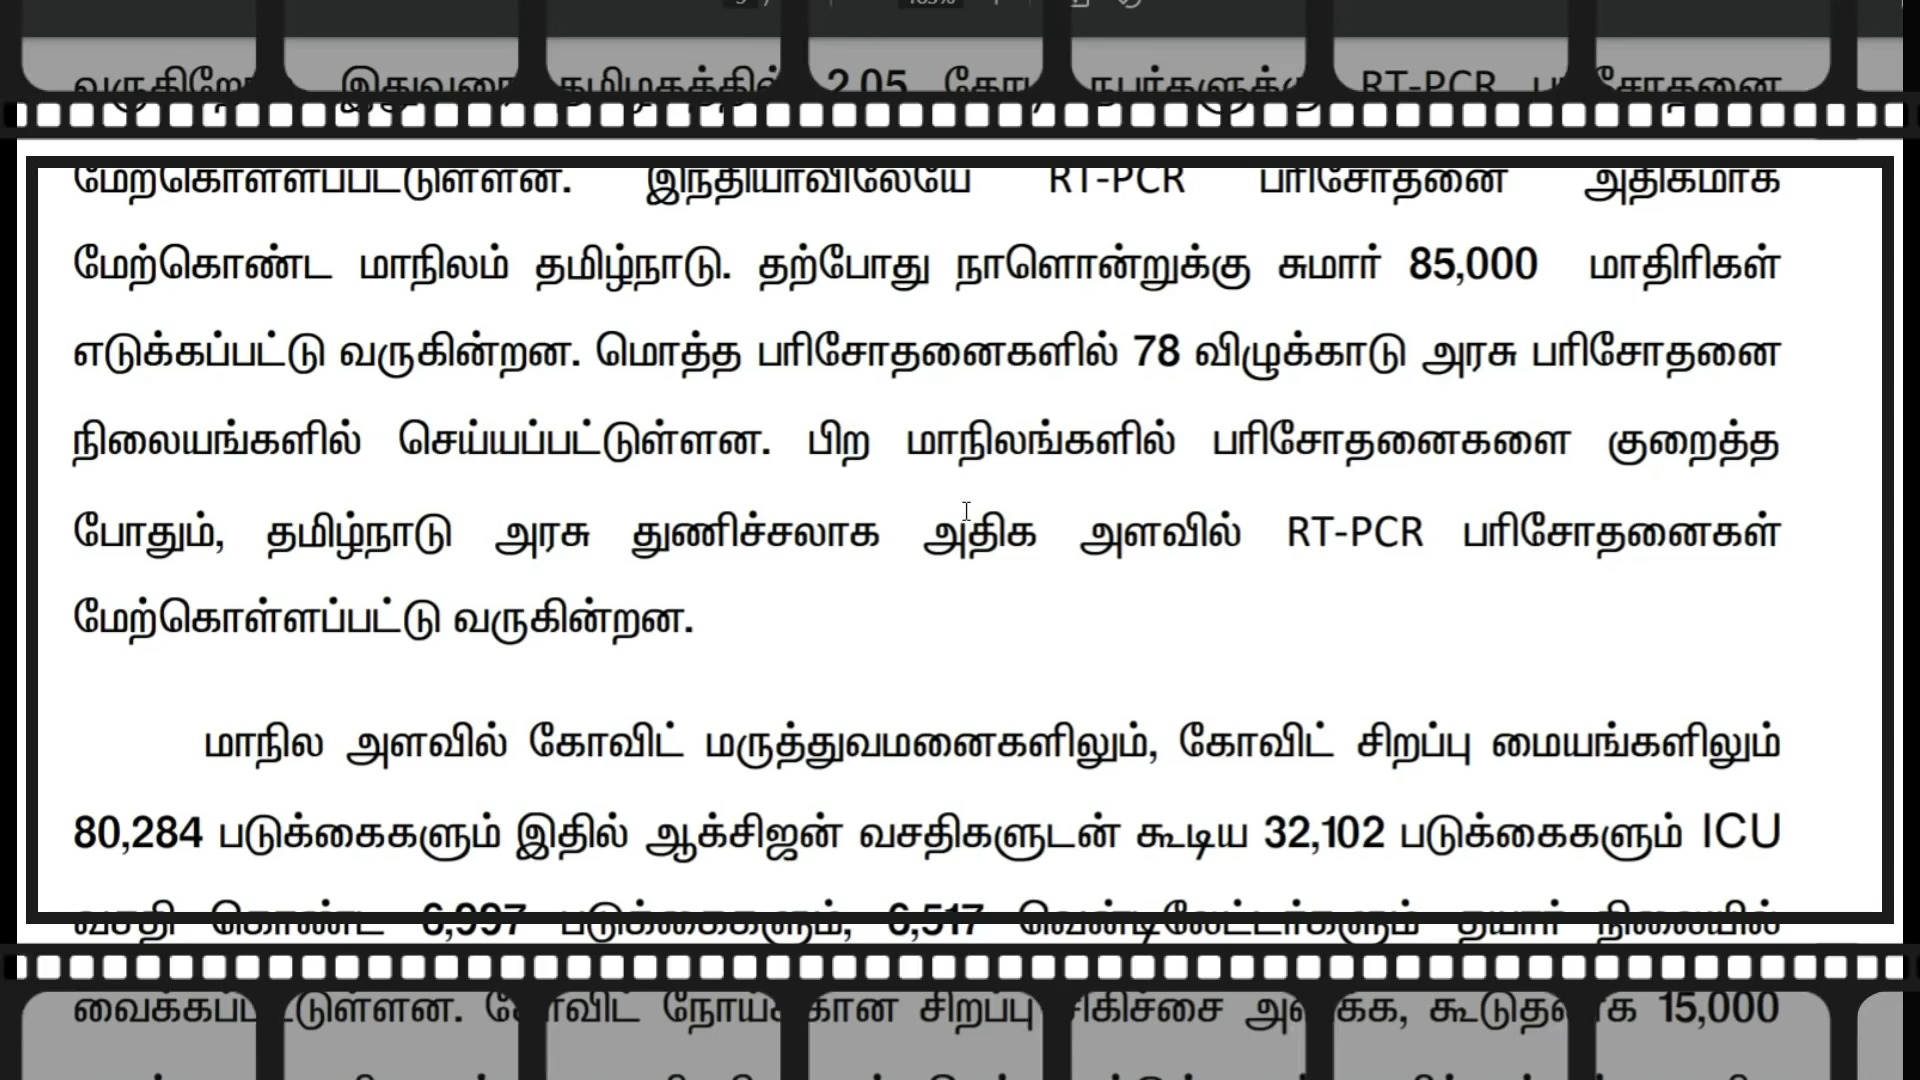 2.05 RT-PCR
மேற்கொள்ளப்பட்டுள்ளன. இந்தியாவிலேயே RT-PCR பரிசோதனை அதிகமாக
மேற்கொண்ட மாநிலம் தமிழ்நாடு. தற்போது நாளொன்றுக்கு சுமார் 85,000 மாதிரிகள்
எடுக்கப்பட்டு வருகின்றன. மொத்த பரிசோதனைகளில் 78 விழுக்காடு அரசு பரிசோதனை
நிலையங்களில் செய்யப்பட்டுள்ளன. பிற மாநிலங்களில் பரிசோதனைகளை குறைத்த
போதும், தமிழ்நாடு அரசு துணிச்சலாக அதிக அளவில் RT-PCR பரிசோதனைகள்
மேற்கொள்ளப்பட்டு வருகின்றன.
மாநில அளவில் கோவிட் மருத்துவமனைகளிலும், கோவிட் சிறப்பு மையங்களிலும்
80,284 படுக்கைகளும் இதில் ஆக்சிஜன் வசதிகளுடன் கூடிய 32,102 படுக்கைகளும் ICU
வசதி கொண்ட 6,997 படுக்கைகளும், 6,517 வெண்டிலேட்டர்களும் தயார் நிலையில்
வைக்கப்பட்டுள்ளன. கோவிட் நோய்க்கான சிறப்பு சிகிச்சை அளிக்க, கூடுதலாக 15,000